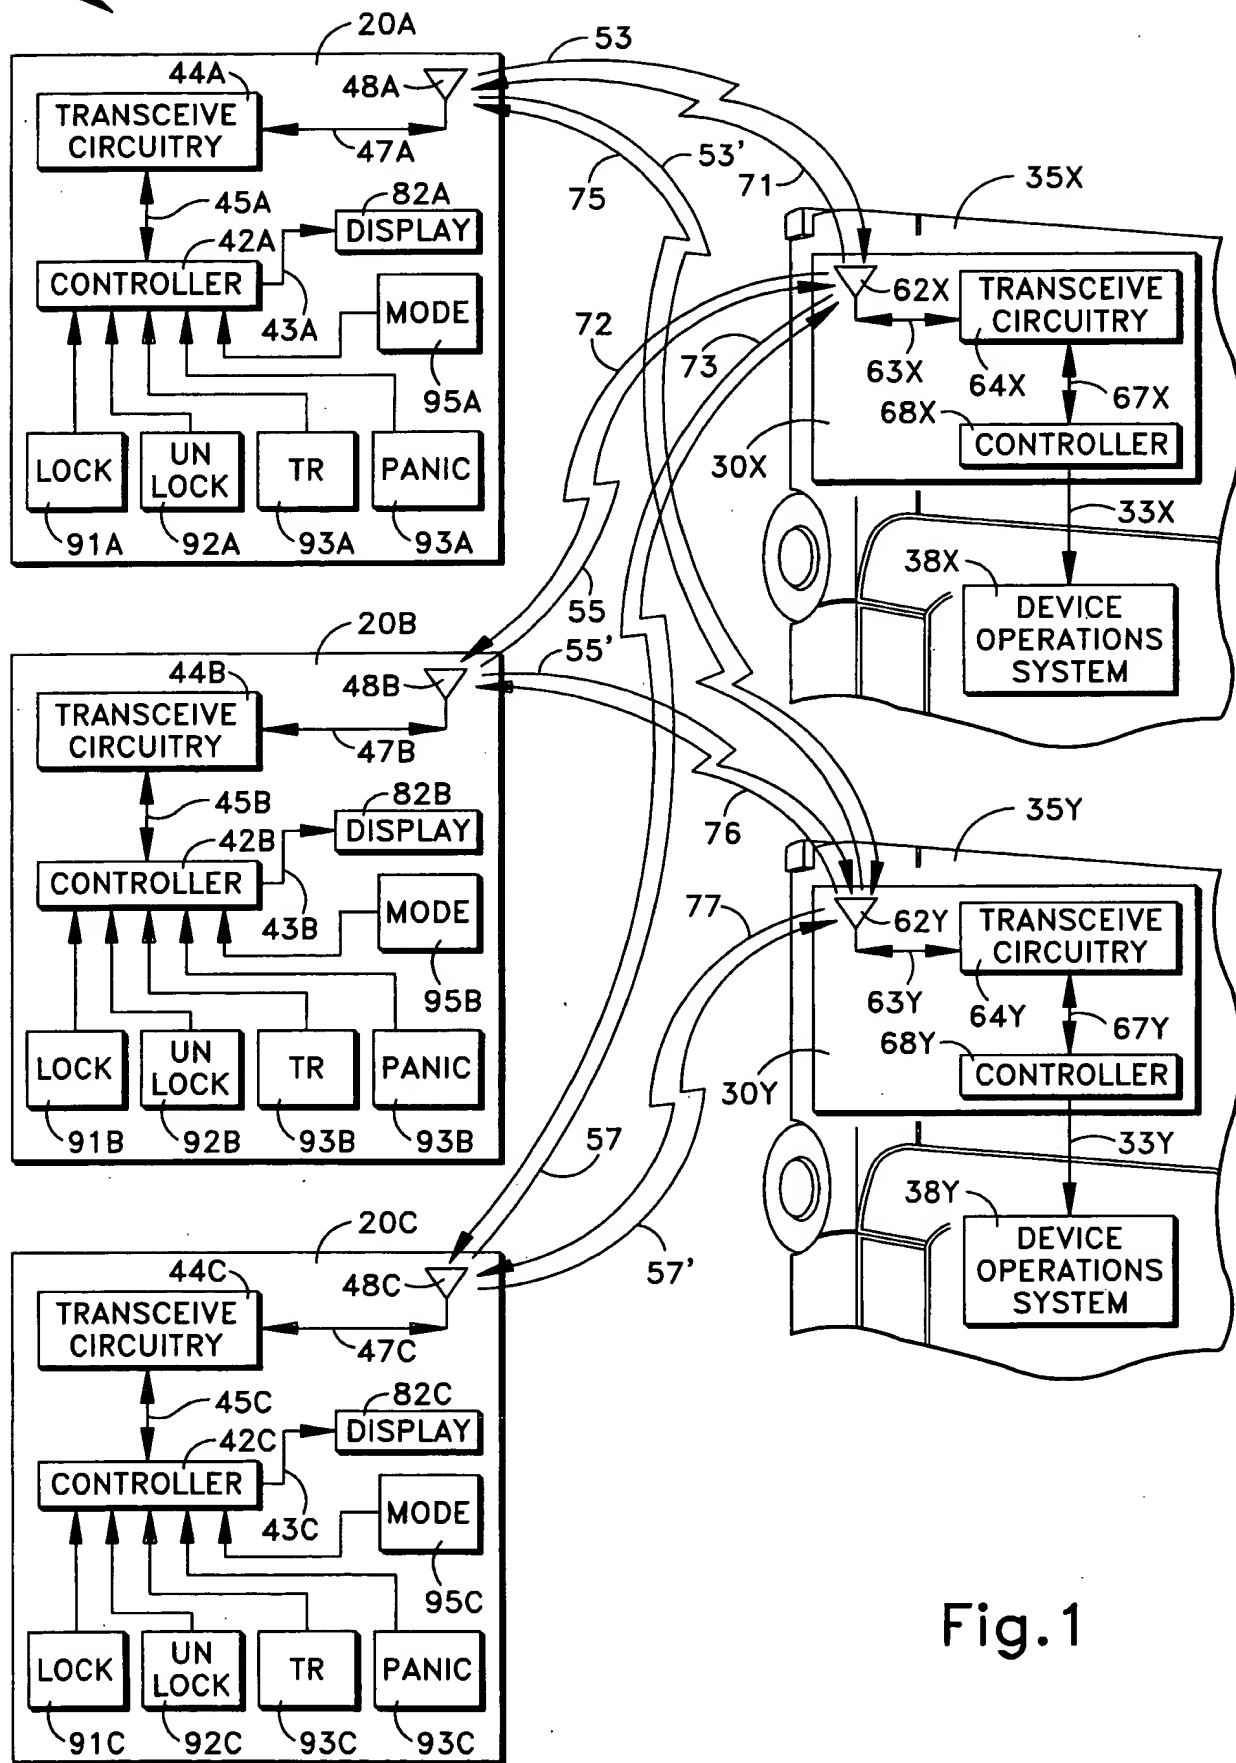 20A
44A
48A
TRANSCEIVE
CIRCUITRY
47A
45A
82A
DISPLAY
42A
CONTROLLER
43A
MODE
95A
LOCK
UN
LOCK
TR
PANIC
91A
92A
93A
93A
53
53'
75
71
72
73
55
55'
76
77
57
57'
35X
62X
TRANSCEIVE
CIRCUITRY
63X
64X
67X
68X
CONTROLLER
30X
33X
38X
DEVICE
OPERATIONS
SYSTEM
20B
44B
48B
TRANSCEIVE
CIRCUITRY
47B
45B
82B
DISPLAY
42B
CONTROLLER
43B
MODE
95B
LOCK
UN
LOCK
TR
PANIC
91B
92B
93B
93B
35Y
62Y
TRANSCEIVE
CIRCUITRY
63Y
64Y
67Y
68Y
CONTROLLER
30Y
33Y
38Y
DEVICE
OPERATIONS
SYSTEM
20C
44C
48C
TRANSCEIVE
CIRCUITRY
47C
45C
82C
DISPLAY
42C
CONTROLLER
43C
MODE
95C
LOCK
UN
LOCK
TR
PANIC
91C
92C
93C
93C
Fig.1